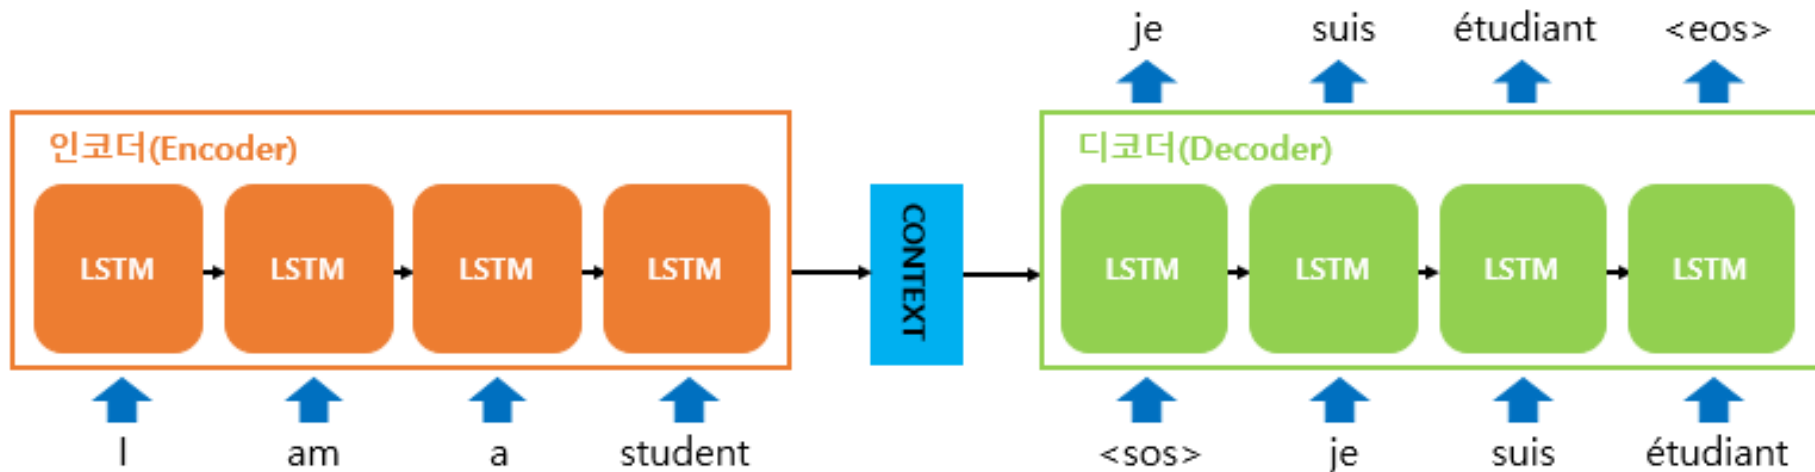 je suis étudiant <eos>
인코더(Encoder)
디코더(Decoder)
LSTM LSTM LSTM LSTM
CONTEXT
LSTM LSTM LSTM LSTM
I am a student
<sos> je suis étudiant